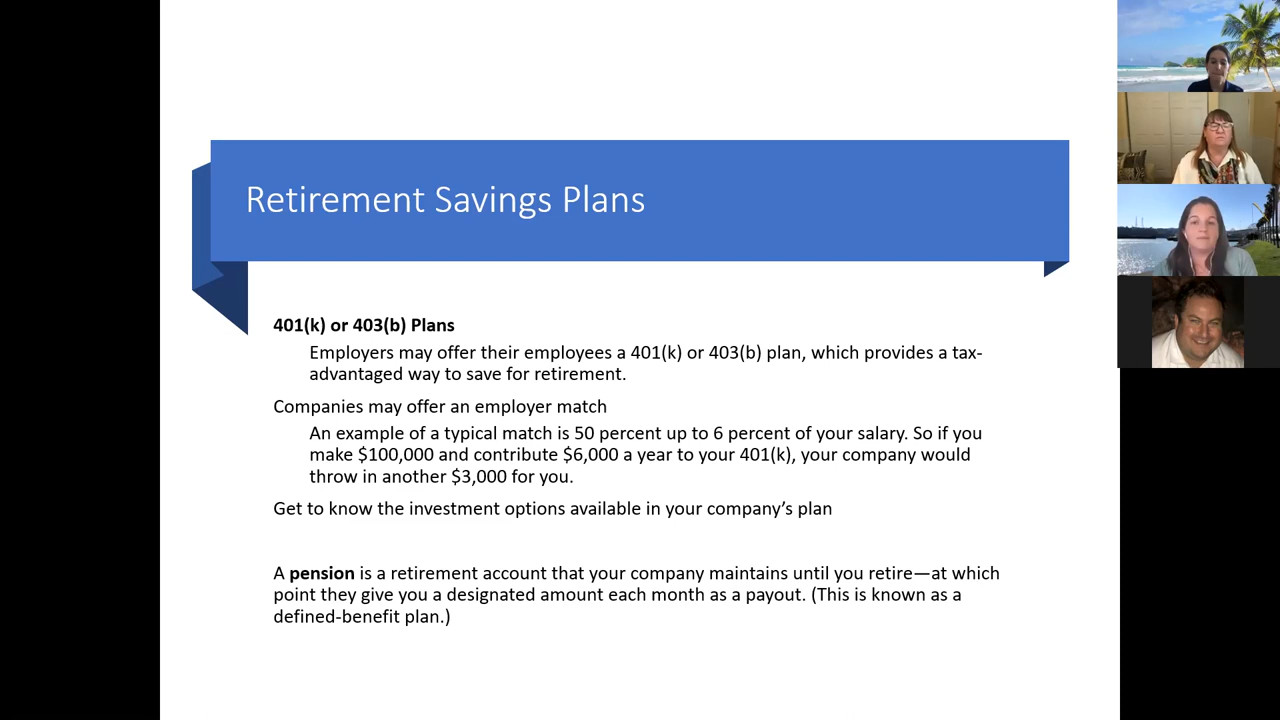 Retirement Savings Plans
401(k) or 403(b) Plans
Employers may offer their employees a 401(k) or 403(b) plan, which provides a tax-
advantaged way to save for retirement.
Companies may offer an employer match
An example of a typical match is 50 percent up to 6 percent of your salary. So if you
make $100,000 and contribute $6,000 a year to your 401(k), your company would
throw in another $3,000 for you.
Get to know the investment options available in your company’s plan
A pension is a retirement account that your company maintains until you retire—at which
point they give you a designated amount each month as a payout. (This is known as a
defined-benefit plan.)